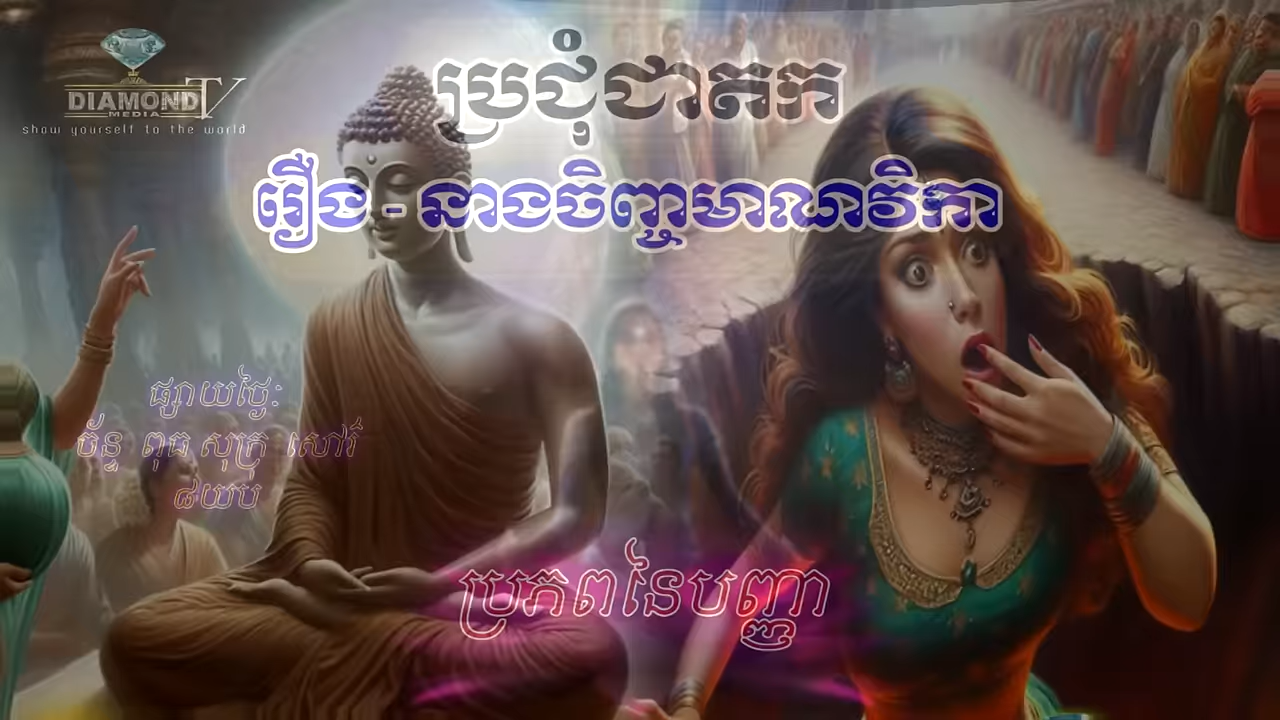 DIAMOND TV
MEDIA
show yourself to the world
ប្រជុំជាតក
រឿង - នាងចិញ្ចមាណវិកា
ផ្សាយថ្ងៃៈ
ច័ន្ទ ពុធ សុក្រ សៅរ៍
៨យប់
ប្រភពនៃបញ្ញា